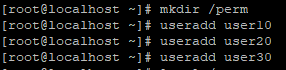 [root@localhost ~]# mkdir /perm
[root@localhost ~]# useradd user10
[root@localhost ~]# useradd user20
[root@localhost ~]# useradd user30